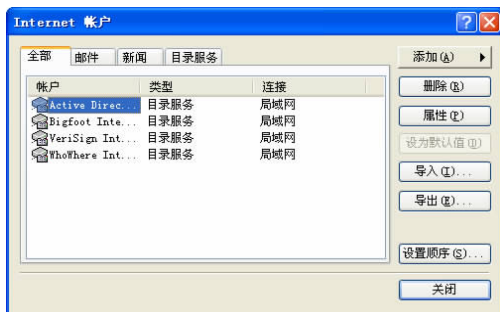 Internet 帐户
全部 邮件 新闻 目录服务
添加(A)
帐户 类型 连接
Active Direc... 目录服务 局域网
Bigfoot Inte... 目录服务 局域网
VeriSign Int... 目录服务 局域网
WhoWhere Int... 目录服务 局域网
删除(R)
属性(P)
设为默认值(D)
导入(I)...
导出(E)...
设置顺序(S)...
关闭